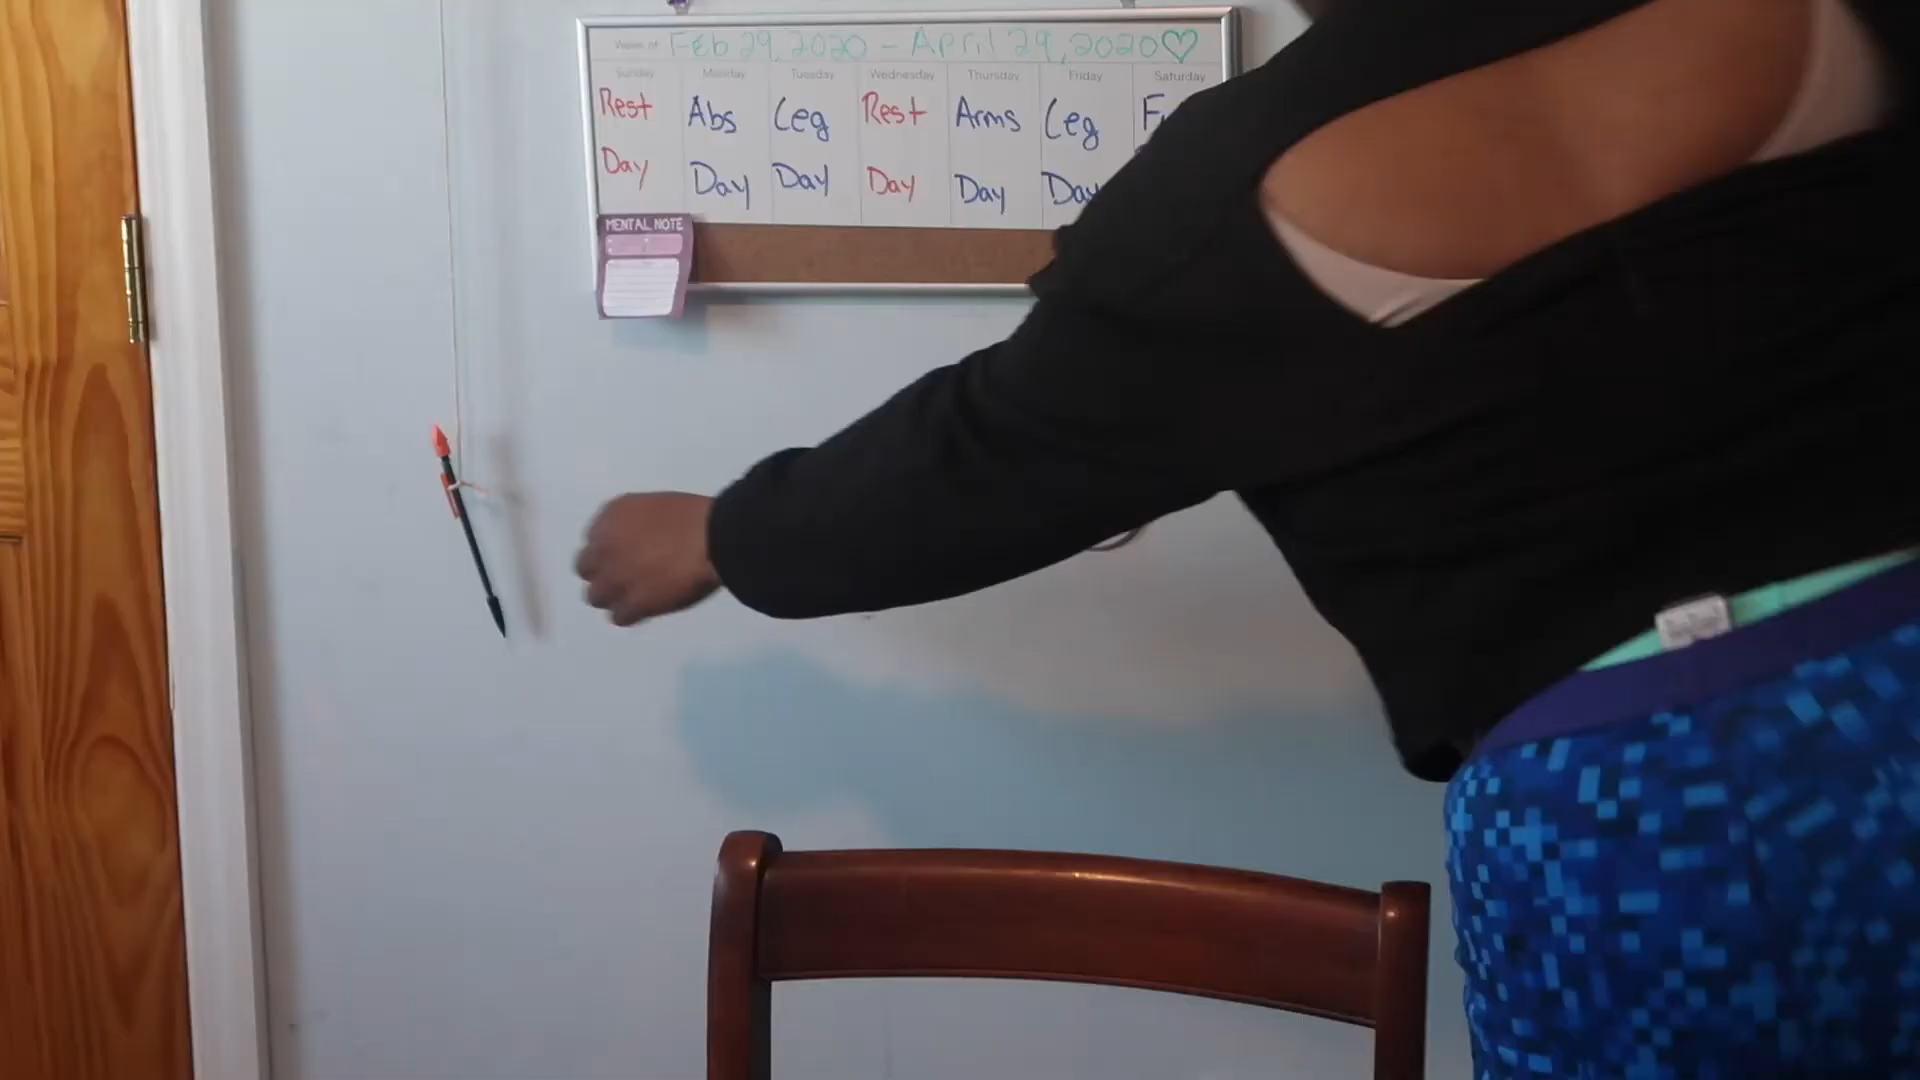 Week of Feb 29, 2020 - April 29, 2020♡
Sunday Monday Tuesday Wednesday Thursday Friday Saturday
Rest Abs Leg Rest Arms Leg
Day Day Day Day Day Day
MENTAL NOTE